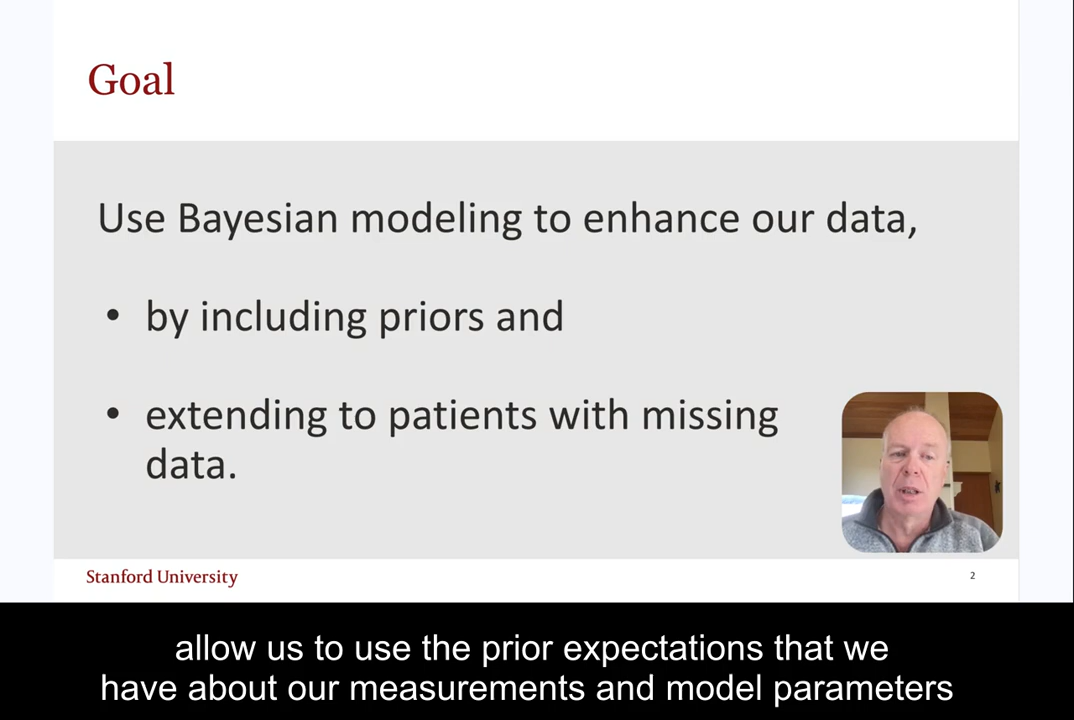 Goal
Use Bayesian modeling to enhance our data,
• by including priors and
• extending to patients with missing
data.
Stanford University
2
allow us to use the prior expectations that we
have about our measurements and model parameters